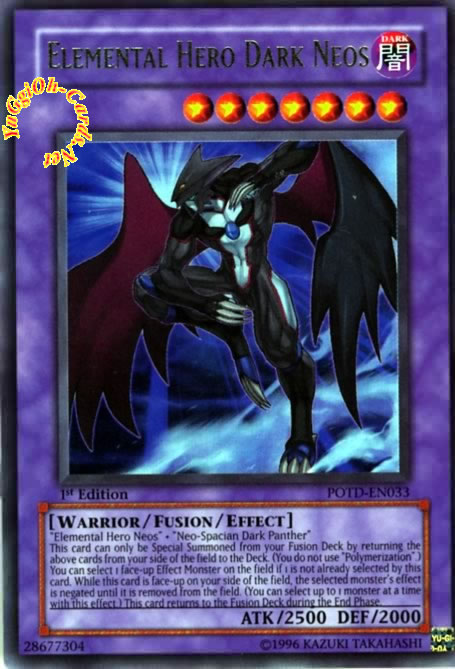 ELEMENTAL HERO DARK NEOS
DARK
闇
YuGgiOh-Cards.Net
1st Edition
POTD-EN033
[WARRIOR/FUSION/EFFECT]
"Elemental Hero Neos" + "Neo-Spacian Dark Panther"
This card can only be Special Summoned from your Fusion Deck by returning the
above cards from your side of the field to the Deck. (You do not use "Polymerization".)
You can select 1 face-up Effect Monster on the field if 1 is not already selected by this
card. While this card is face-up on your side of the field, the selected monster's effect
is negated until it is removed from the field. (You can select up to 1 monster at a time
with this effect.) This card returns to the Fusion Deck during the End Phase.
ATK/2500 DEF/2000
28677304
©1996 KAZUKI TAKAHASHI
YU-GI-